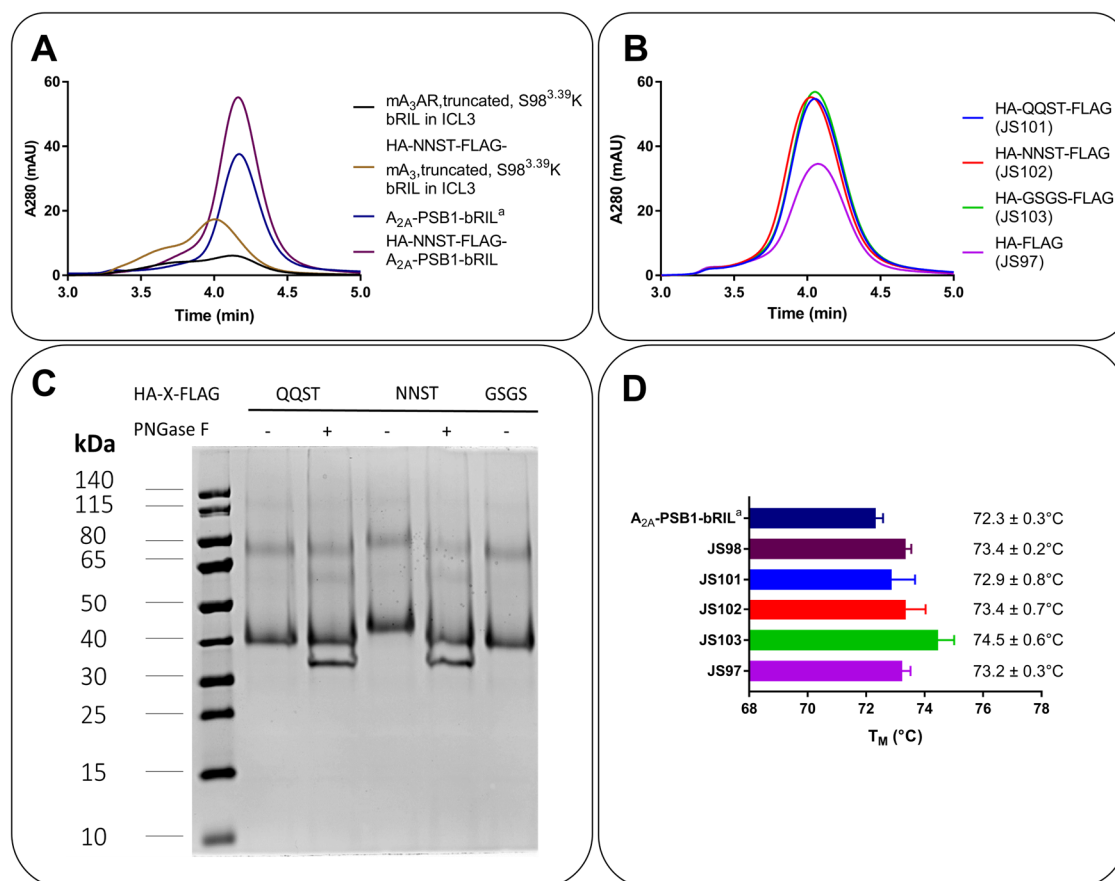 A
60
40
20
0
3.0 3.5 4.0 4.5 5.0
A280 (mAU)
Time (min)
mA3AR,truncated, S98^3.39K
bRIL in ICL3
HA-NNST-FLAG-
mA3,truncated, S98^3.39K
bRIL in ICL3
A2A-PSB1-bRIL^a
HA-NNST-FLAG-
A2A-PSB1-bRIL
B
60
40
20
0
3.0 3.5 4.0 4.5 5.0
A280 (mAU)
Time (min)
HA-QQST-FLAG
(JS101)
HA-NNST-FLAG
(JS102)
HA-GSGS-FLAG
(JS103)
HA-FLAG
(JS97)
C
HA-X-FLAG QQST NNST GSGS
PNGase F - + - + -
kDa
140
115
80
65
50
40
30
25
15
10
D
A2A-PSB1-bRIL^a 72.3 ± 0.3°C
JS98 73.4 ± 0.2°C
JS101 72.9 ± 0.8°C
JS102 73.4 ± 0.7°C
JS103 74.5 ± 0.6°C
JS97 73.2 ± 0.3°C
68 70 72 74 76 78
TM (°C)